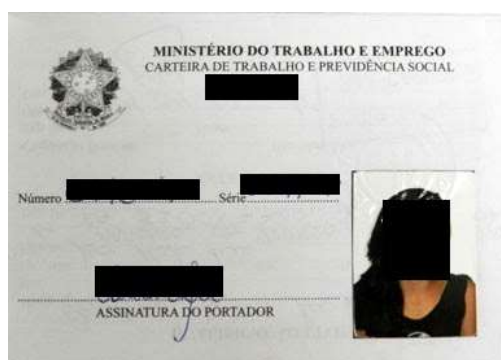 MINISTÉRIO DO TRABALHO E EMPREGO
CARTEIRA DE TRABALHO E PREVIDÊNCIA SOCIAL
Número Série
ASSINATURA DO PORTADOR